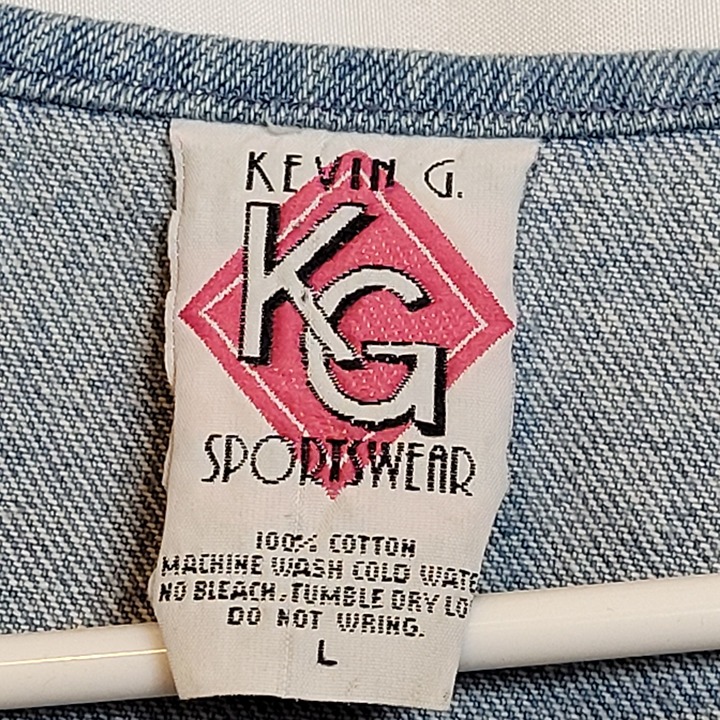 KEVIN G.
KG
SPORTSWEAR
100% COTTON
MACHINE WASH COLD WATE
NO BLEACH. TUMBLE DRY LO
DO NOT WRING.
L